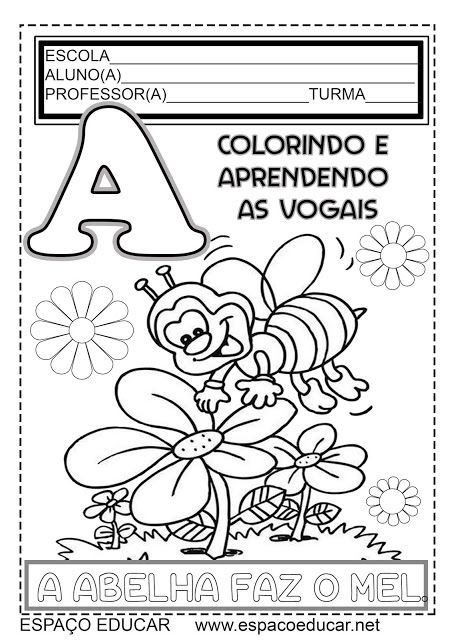 ESCOLA
ALUNO(A)
PROFESSOR(A) TURMA
A
COLORINDO E
APRENDENDO
AS VOGAIS
A ABELHA FAZ O MEL.
ESPAÇO EDUCAR www.espacoeducar.net